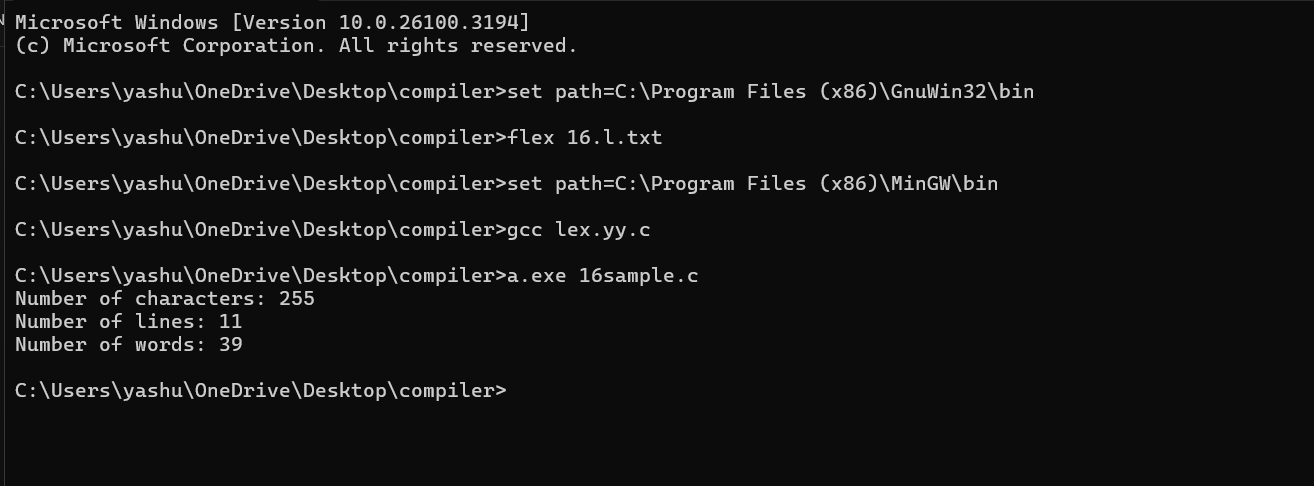 Microsoft Windows [Version 10.0.26100.3194]
(c) Microsoft Corporation. All rights reserved.
C:\Users\yashu\OneDrive\Desktop\compiler>set path=C:\Program Files (x86)\GnuWin32\bin
C:\Users\yashu\OneDrive\Desktop\compiler>flex 16.l.txt
C:\Users\yashu\OneDrive\Desktop\compiler>set path=C:\Program Files (x86)\MinGW\bin
C:\Users\yashu\OneDrive\Desktop\compiler>gcc lex.yy.c
C:\Users\yashu\OneDrive\Desktop\compiler>a.exe 16sample.c
Number of characters: 255
Number of lines: 11
Number of words: 39
C:\Users\yashu\OneDrive\Desktop\compiler>